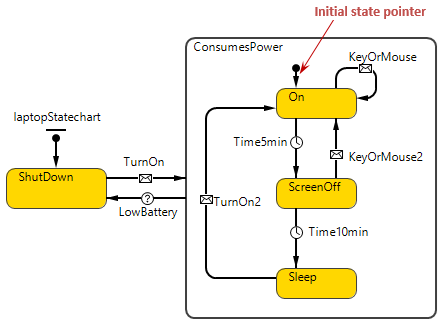 Initial state pointer
ConsumesPower
KeyOrMouse
On
laptopStatechart
Time5min
TurnOn
KeyOrMouse2
ShutDown
ScreenOff
TurnOn2
LowBattery
Time10min
Sleep